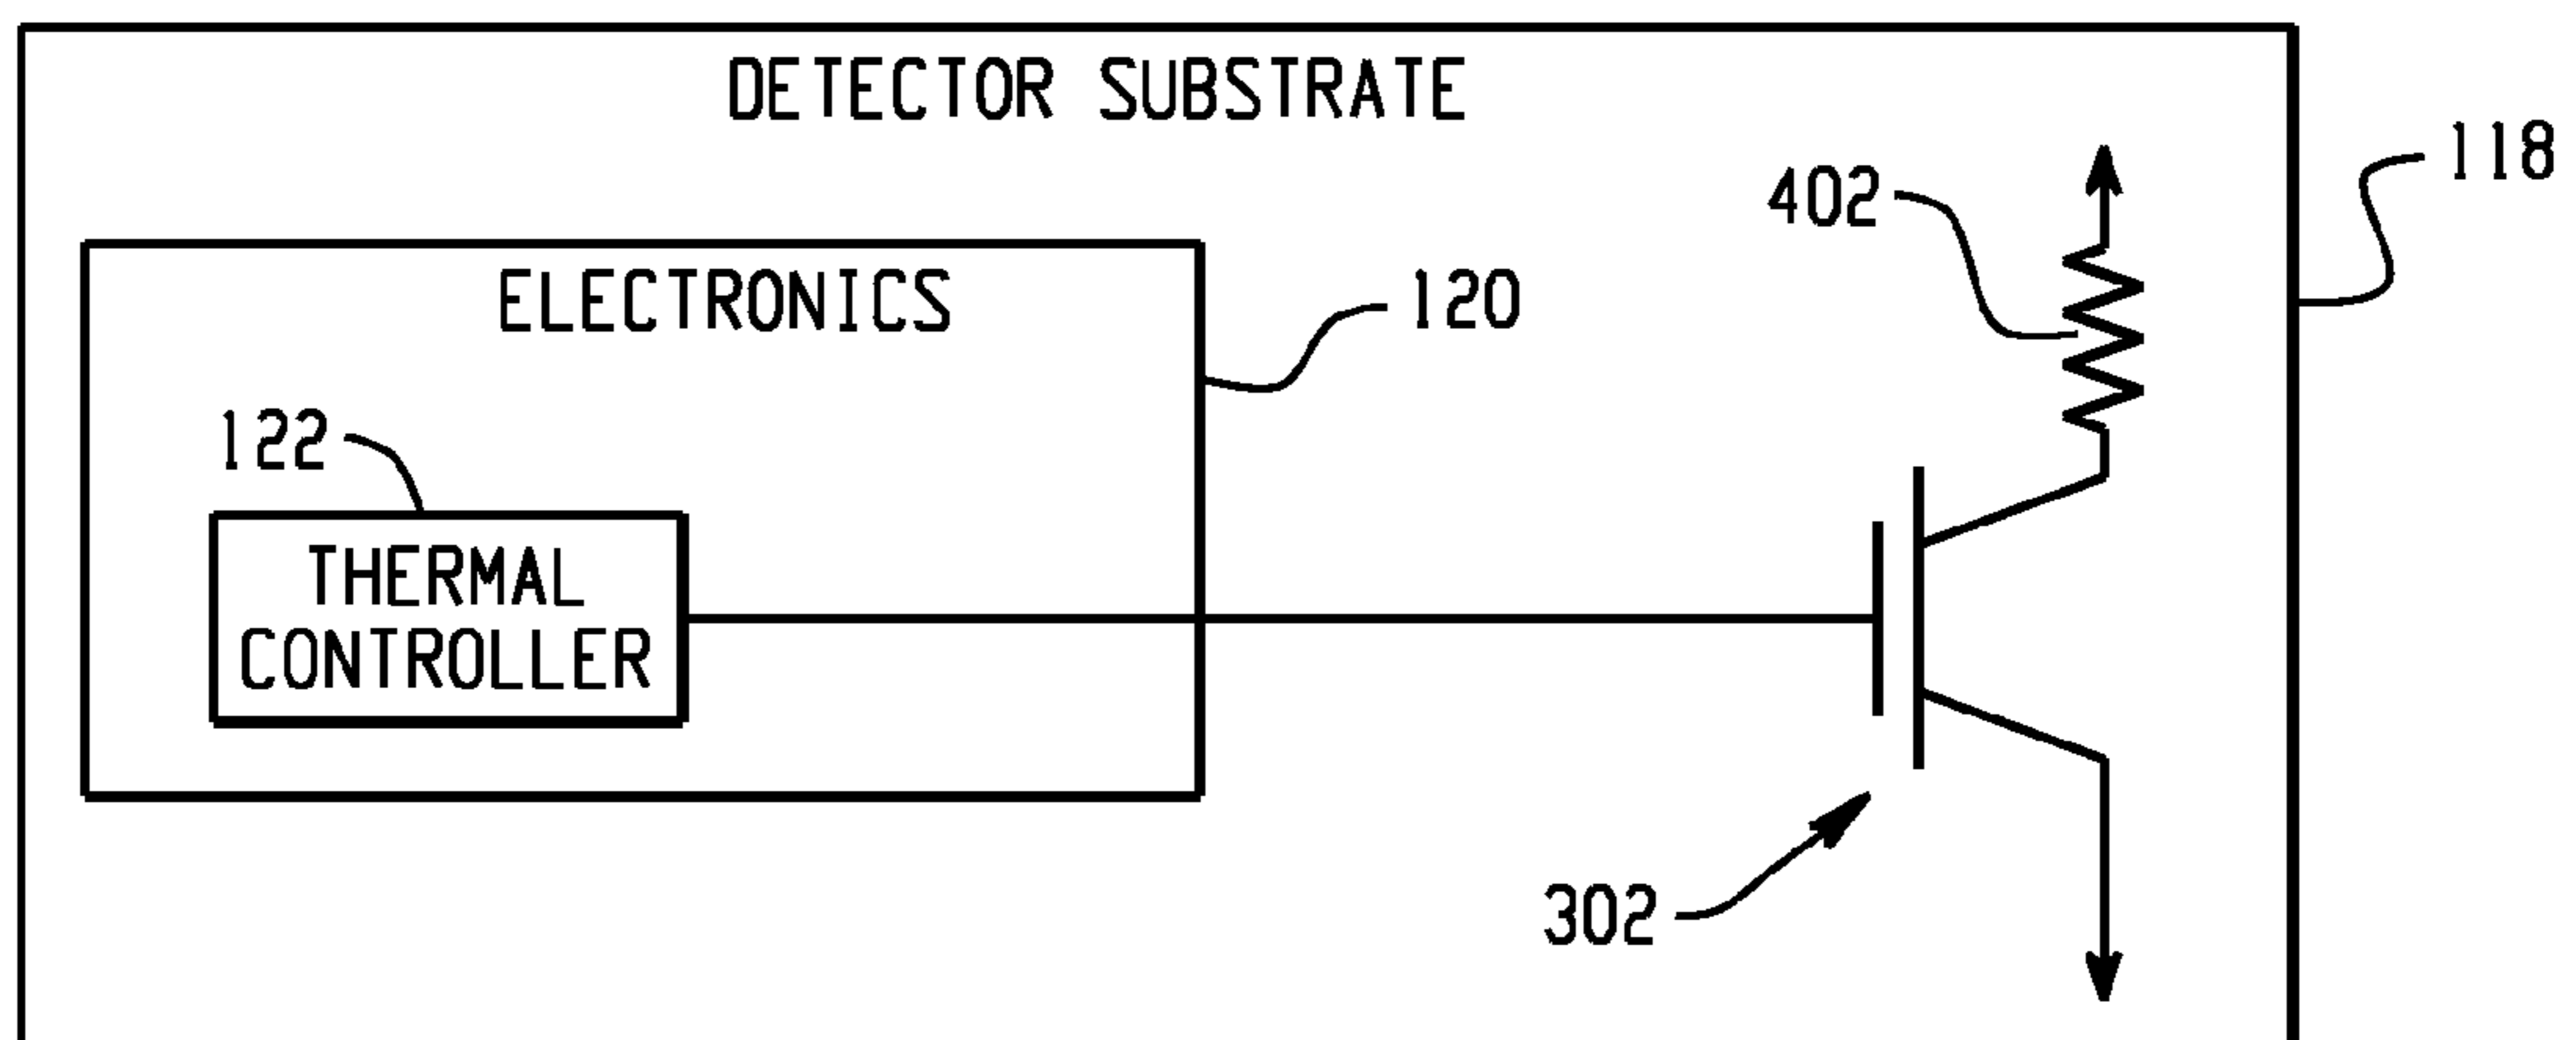 DETECTOR SUBSTRATE
118
402
ELECTRONICS
120
122
THERMAL
CONTROLLER
302